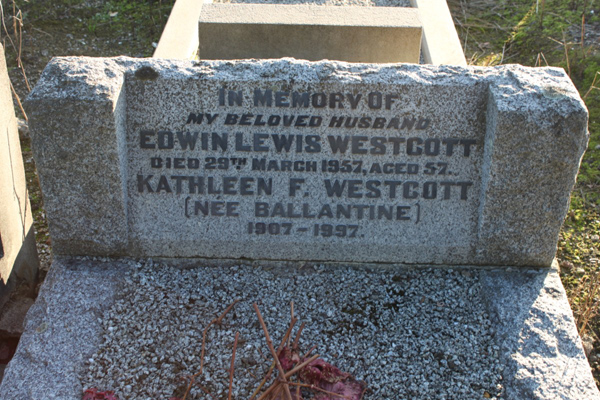 IN MEMORY OF
MY BELOVED HUSBAND
EDWIN LEWIS WESTCOTT
DIED 29TH MARCH 1957, AGED 57.
KATHLEEN F. WESTCOTT
(NEE BALLANTINE)
1907-1997.